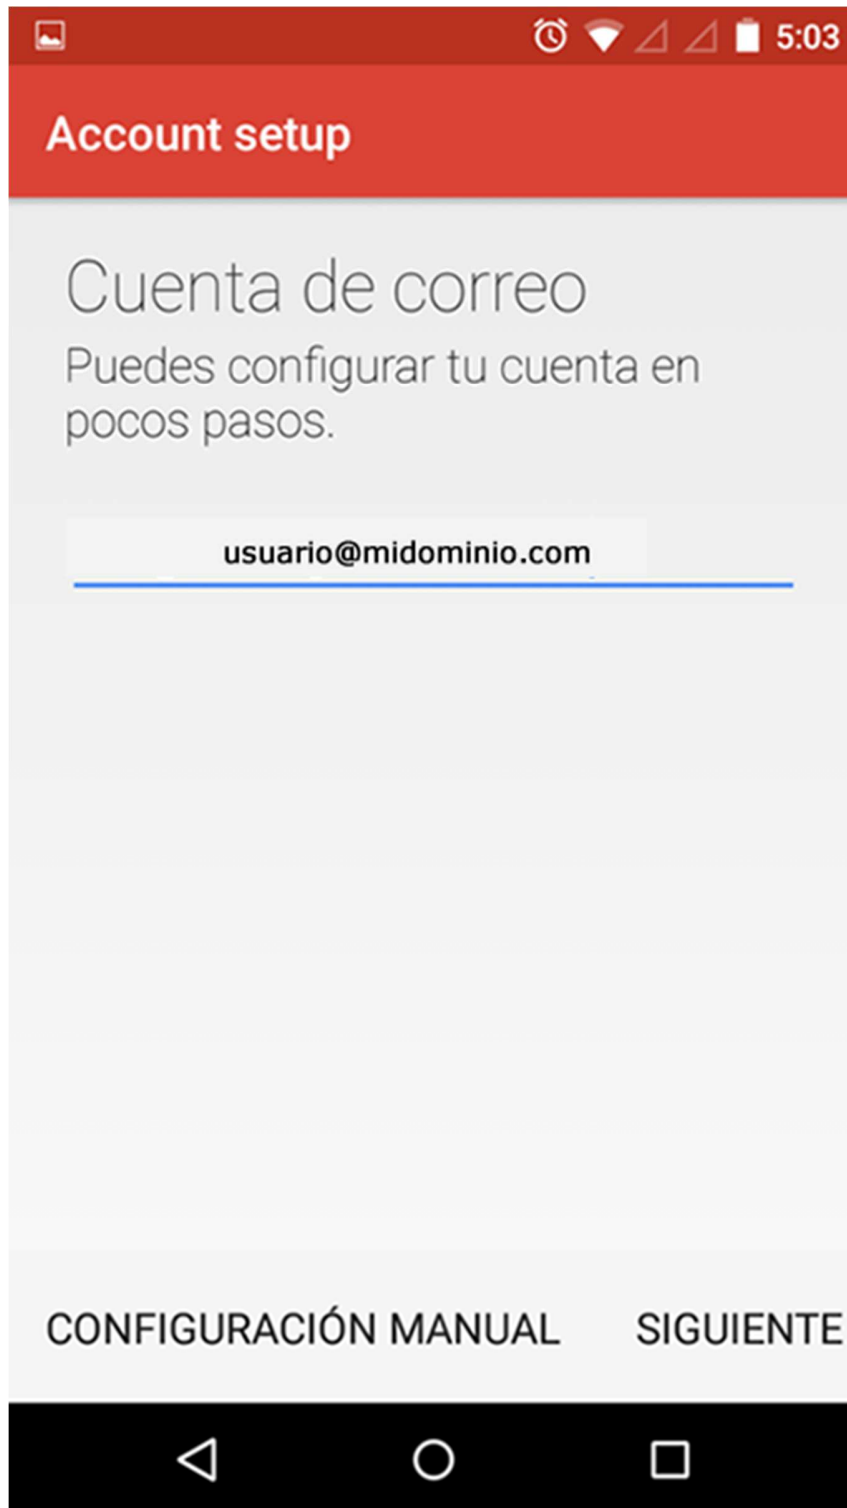 5:03
Account setup
Cuenta de correo
Puedes configurar tu cuenta en
pocos pasos.
usuario@midominio.com
CONFIGURACIÓN MANUAL SIGUIENTE